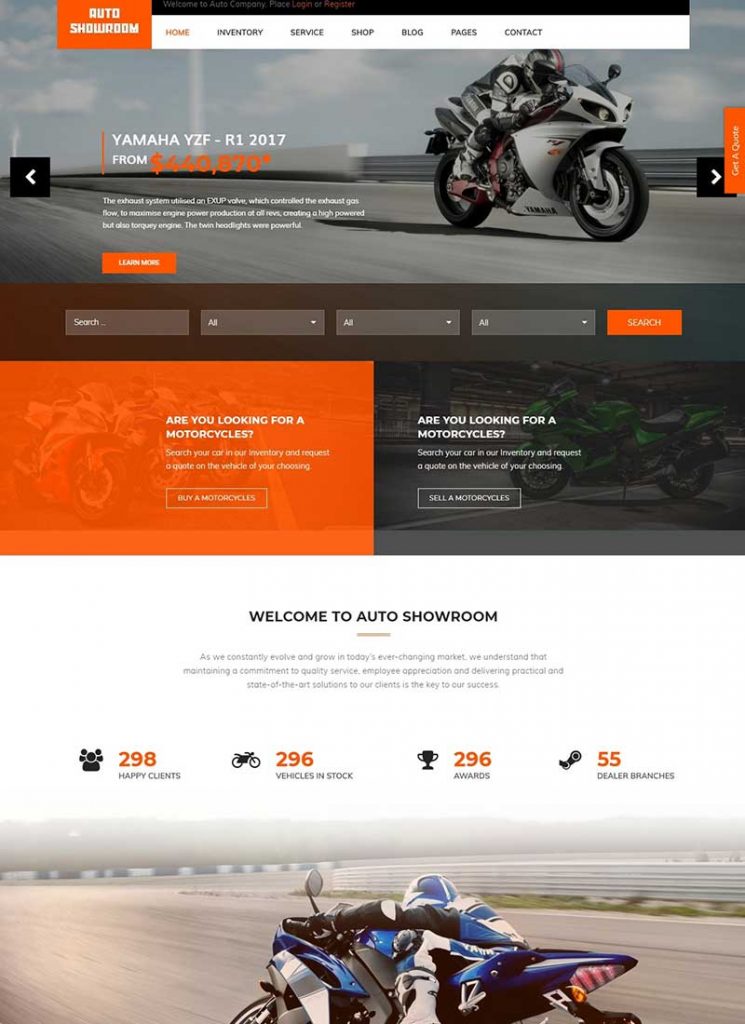 AUTO
SHOWROOM
Welcome to Auto Company, Place Login or Register
HOME INVENTORY SERVICE SHOP BLOG PAGES CONTACT
Get A Quote
YAMAHA YZF - R1 2017
FROM $440,870*
The exhaust system utilised an EXUP valve, which controlled the exhaust gas
flow, to maximise engine power production at all revs, creating a high powered
but also torquey engine. The twin headlights were powerful.
YAMAHA
LEARN MORE
Search ... All All All SEARCH
ARE YOU LOOKING FOR A
MOTORCYCLES?
Search your car in our Inventory and request
a quote on the vehicle of your choosing.
BUY A MOTORCYCLES
ARE YOU LOOKING FOR A
MOTORCYCLES?
Search your car in our Inventory and request
a quote on the vehicle of your choosing.
SELL A MOTORCYCLES
WELCOME TO AUTO SHOWROOM
As we constantly evolve and grow in today's ever-changing market, we understand that
maintaining a commitment to quality service, employee appreciation and delivering practical and
state-of-the-art solutions to our clients is the key to our success.
298
HAPPY CLIENTS
296
VEHICLES IN STOCK
296
AWARDS
55
DEALER BRANCHES